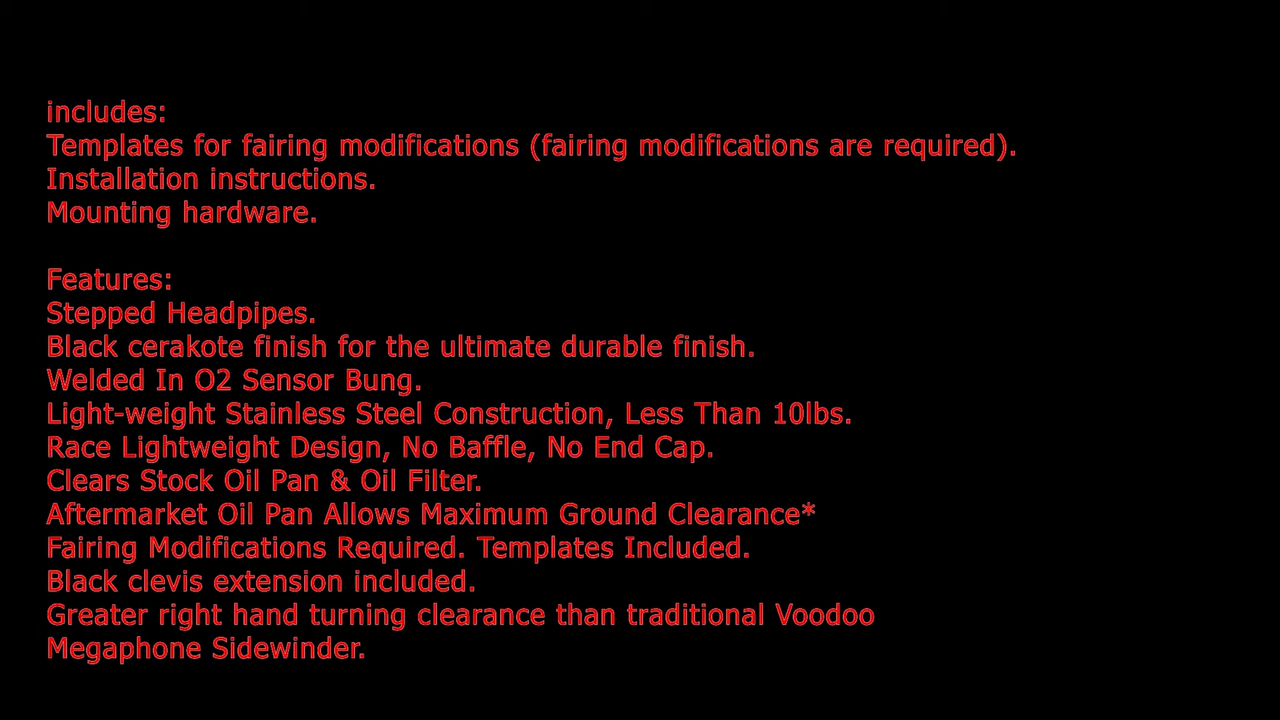 includes:
Templates for fairing modifications (fairing modifications are required).
Installation instructions.
Mounting hardware.
Features:
Stepped Headpipes.
Black cerakote finish for the ultimate durable finish.
Welded In O2 Sensor Bung.
Light-weight Stainless Steel Construction, Less Than 10lbs.
Race Lightweight Design, No Baffle, No End Cap.
Clears Stock Oil Pan & Oil Filter.
Aftermarket Oil Pan Allows Maximum Ground Clearance*
Fairing Modifications Required. Templates Included.
Black clevis extension included.
Greater right hand turning clearance than traditional Voodoo
Megaphone Sidewinder.